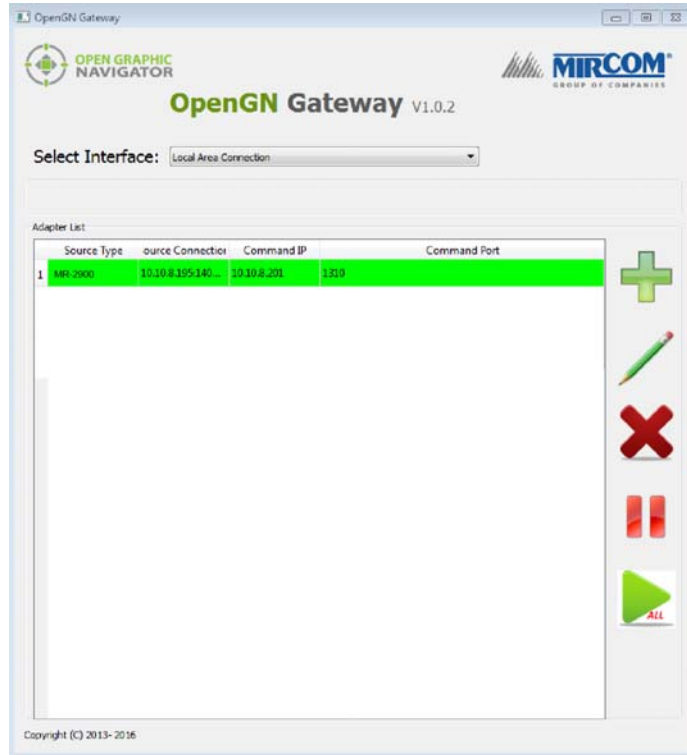 OpenGN Gateway
OPEN GRAPHIC
NAVIGATOR
MIRCOM
GROUP OF COMPANIES
OpenGN Gateway V1.0.2
Select Interface: Local Area Connection
Adapter List
Source Type ource Connection Command IP Command Port
1 MR-2900 10.10.8.195:140... 10.10.8.201 1310
ALL
Copyright (C) 2013- 2016